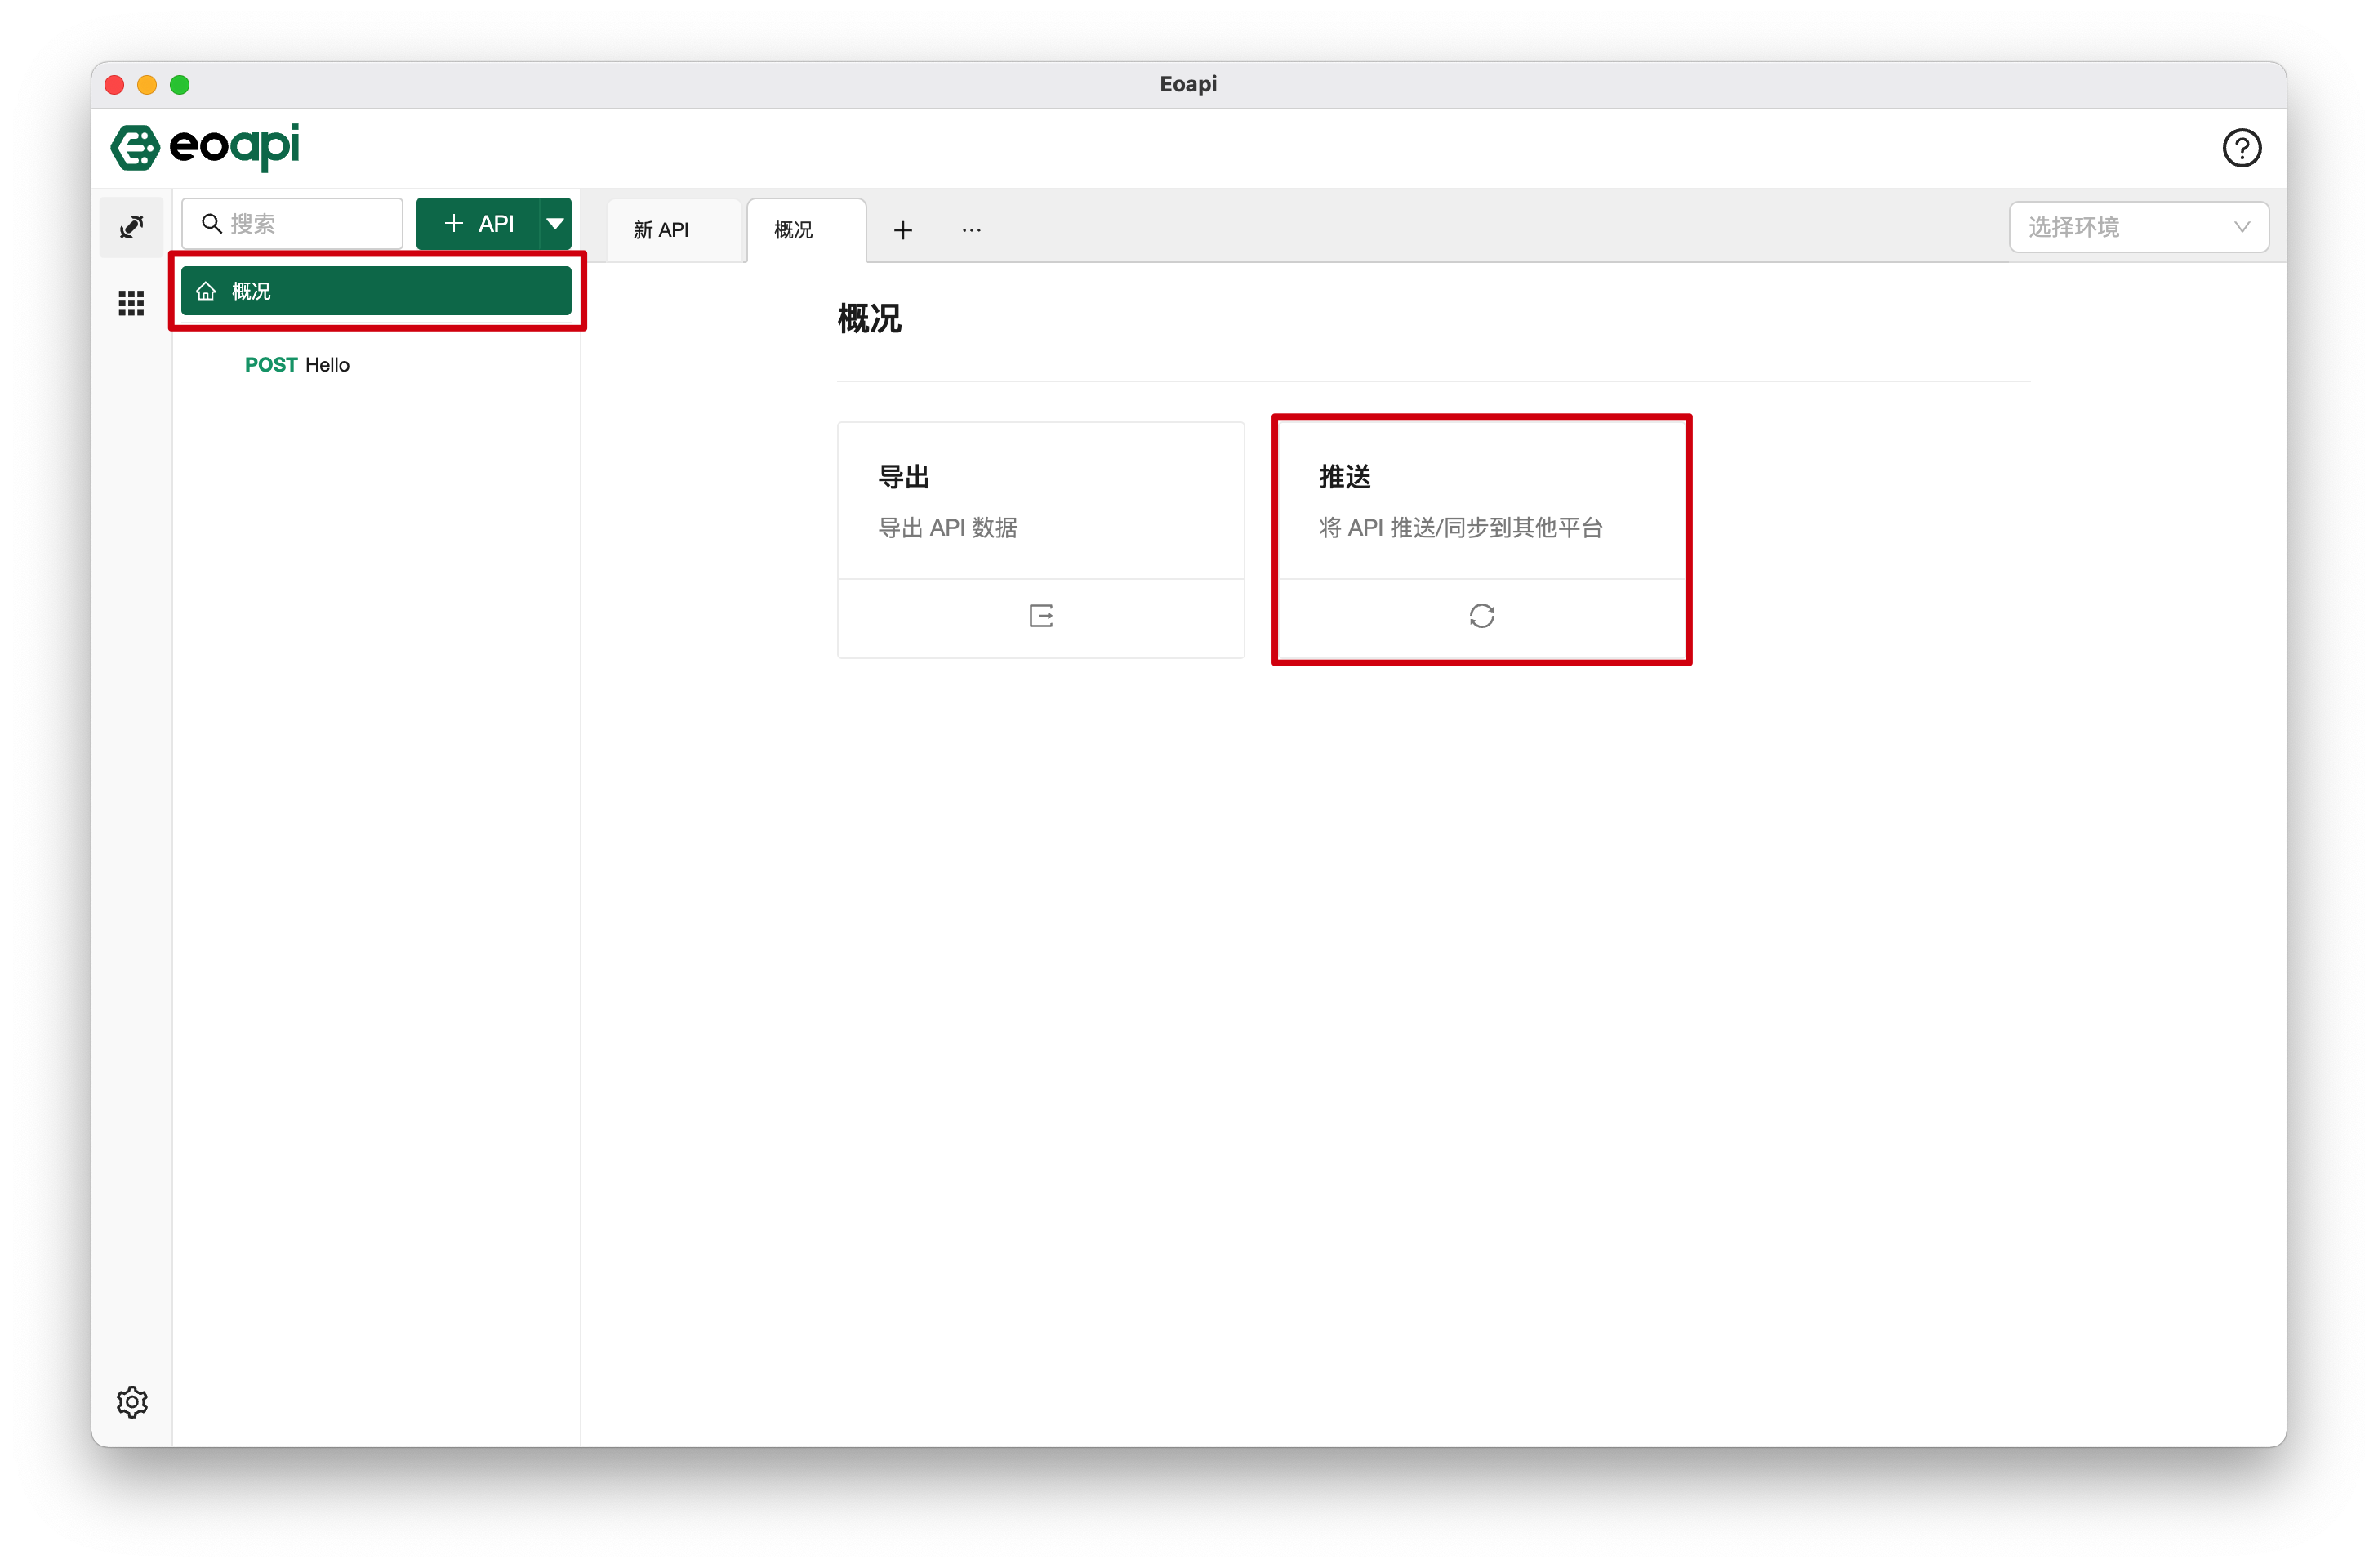 Eoapi
eoapi
搜索
API
新 API
概况
选择环境
概况
POST Hello
概况
导出
导出 API 数据
推送
将 API 推送/同步到其他平台